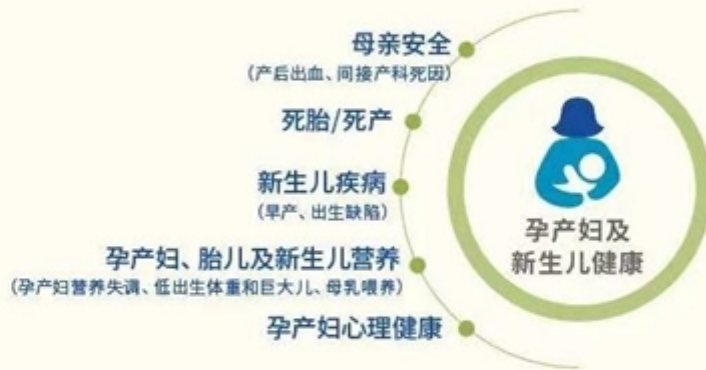 母亲安全
(产后出血、间接产科死因)
死胎/死产
新生儿疾病
(早产、出生缺陷)
孕产妇、胎儿及新生儿营养
(孕产妇营养失调、低出生体重和巨大儿、母乳喂养)
孕产妇心理健康
孕产妇及
新生儿健康